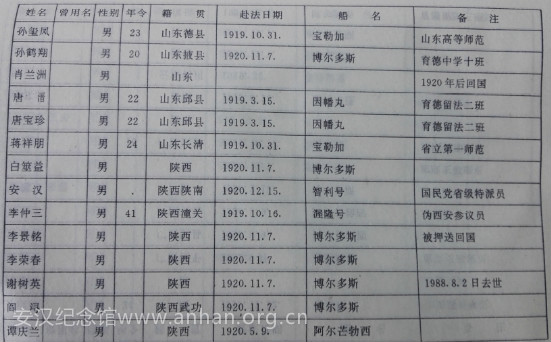 姓名 曾用名 性别 年令 籍贯 赴法日期 船名 备注
孙玺凤 男 23 山东德县 1919.10.31. 宝勒加 山东高等师范
孙鹤翔 男 20 山东掖县 1920.11.7. 博尔多斯 育德中学十班
肖兰洲 男 山东 1920年后回国
唐 男 22 山东邱县 1919.3.15. 因幡丸 育德留法二班
唐宝珍 男 22 山东邱县 1919.3.15. 因幡丸 育德留法二班
蒋祥朋 男 24 山东长清 1919.10.31. 宝勒加 省立第一师范
白堃益 男 陕西 1920.11.7. 博尔多斯
安汉 男 陕西陕南 1920.12.15. 智利号 国民党省级特派员
李仲三 男 41 陕西潼关 1919.10.16. 渥隆号 伪西安参议员
李景铭 男 陕西 1920.11.7. 博尔多斯 被押送回国
李荣春 男 陕西 1920.11.7. 博尔多斯
谢树英 男 陕西 1920.11.7. 博尔多斯 1988.8.2日去世
阎 男 陕西武功 1920.11.7. 博尔多斯
谭庆兰 男 陕西 1920.5.9. 阿尔芒勃西
安汉纪念馆www.anhan.org.cn